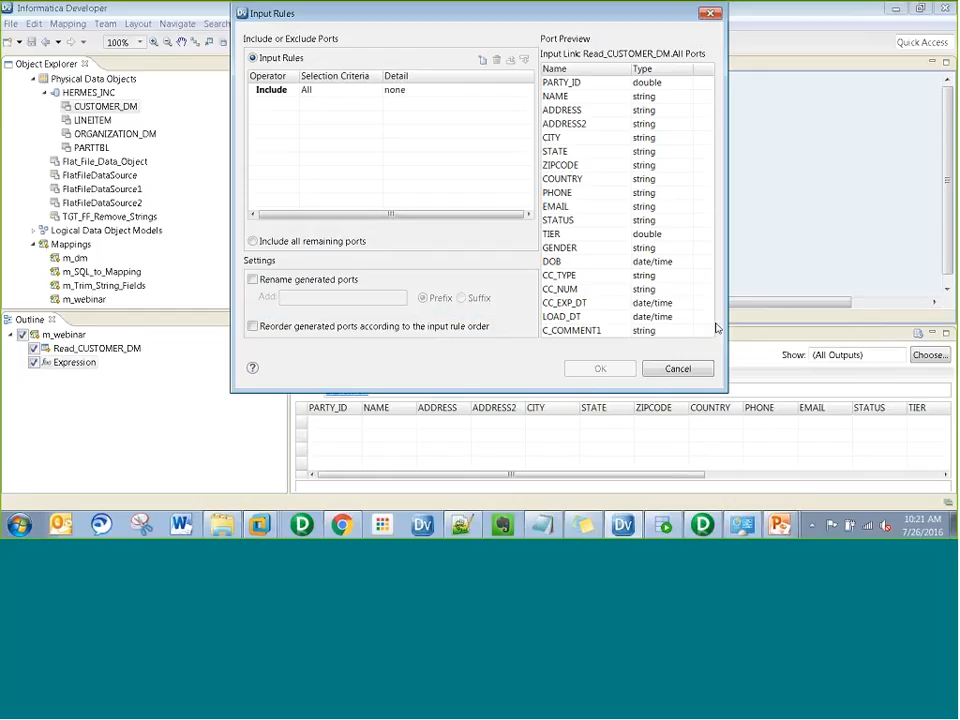 Informatica Developer
File Edit Mapping Team Layout Navigate Search
100%
Quick Access
Object Explorer
Physical Data Objects
HERMES_INC
CUSTOMER_DM
LINEITEM
ORGANIZATION_DM
PARTTBL
Flat_File_Data_Object
FlatFileDataSource
FlatFileDataSource1
FlatFileDataSource2
TGT_FF_Remove_Strings
Logical Data Object Models
Mappings
m_dm
m_SQL_to_Mapping
m_Trim_String_Fields
m_webinar
Outline
m_webinar
Read_CUSTOMER_DM
Expression
Input Rules
Include or Exclude Ports
Input Rules
Operator Selection Criteria Detail
Include All none
Include all remaining ports
Settings
Rename generated ports
Add: Prefix Suffix
Reorder generated ports according to the input rule order
Port Preview
Input Link: Read_CUSTOMER_DM.All Ports
Name Type
PARTY_ID double
NAME string
ADDRESS string
ADDRESS2 string
CITY string
STATE string
ZIPCODE string
COUNTRY string
PHONE string
EMAIL string
STATUS string
TIER double
GENDER string
DOB date/time
CC_TYPE string
CC_NUM string
CC_EXP_DT date/time
LOAD_DT date/time
C_COMMENT1 string
OK Cancel
Show: {All Outputs} Choose...
PARTY_ID NAME ADDRESS ADDRESS2 CITY STATE ZIPCODE COUNTRY PHONE EMAIL STATUS TIER
10:21 AM
7/26/2016